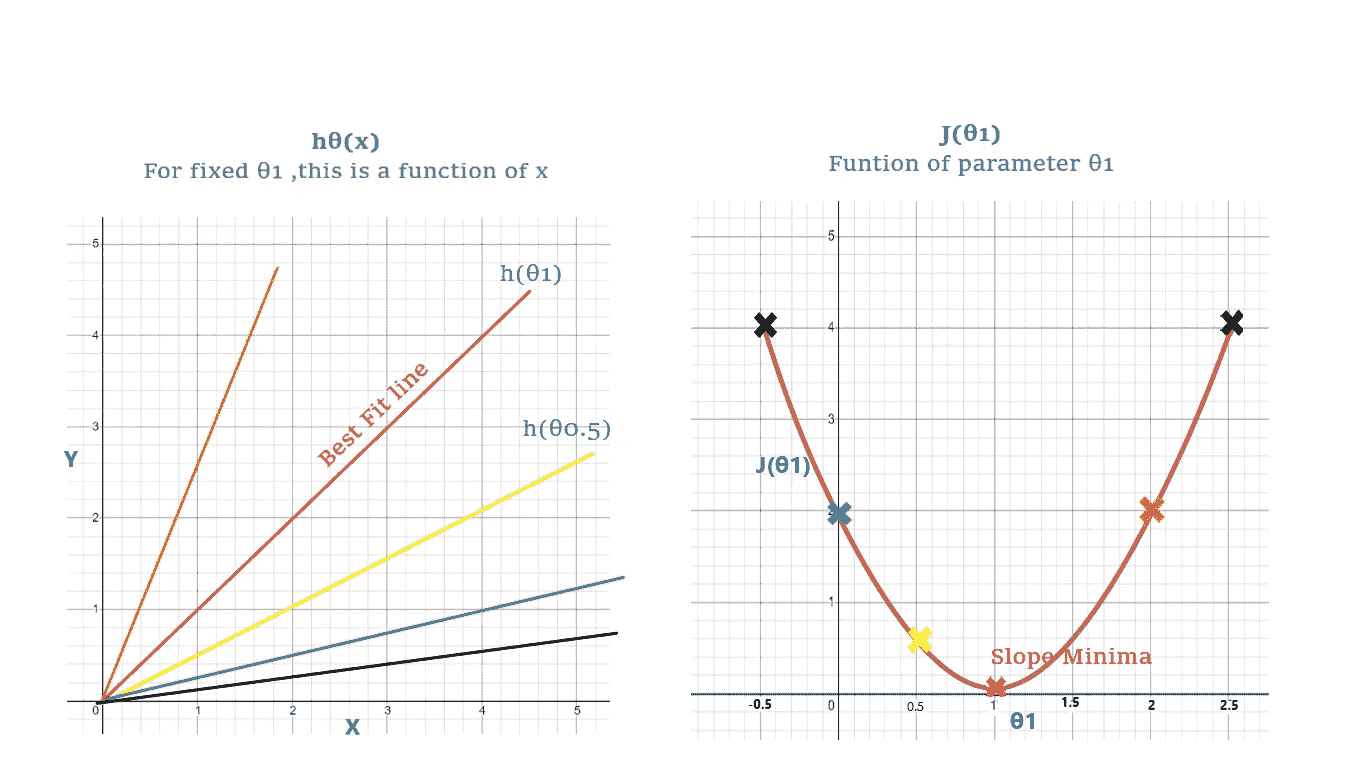 hθ(x)
For fixed θ1 ,this is a function of x
5
4
3
2
1
0
1
2
3
4
5
Y
X
h(θ1)
Best Fit line
h(θ0.5)
J(θ1)
Funtion of parameter θ1
5
4
3
2
1
J(θ1)
Slope Minima
-0.5
0
0.5
1
1.5
2
2.5
θ1